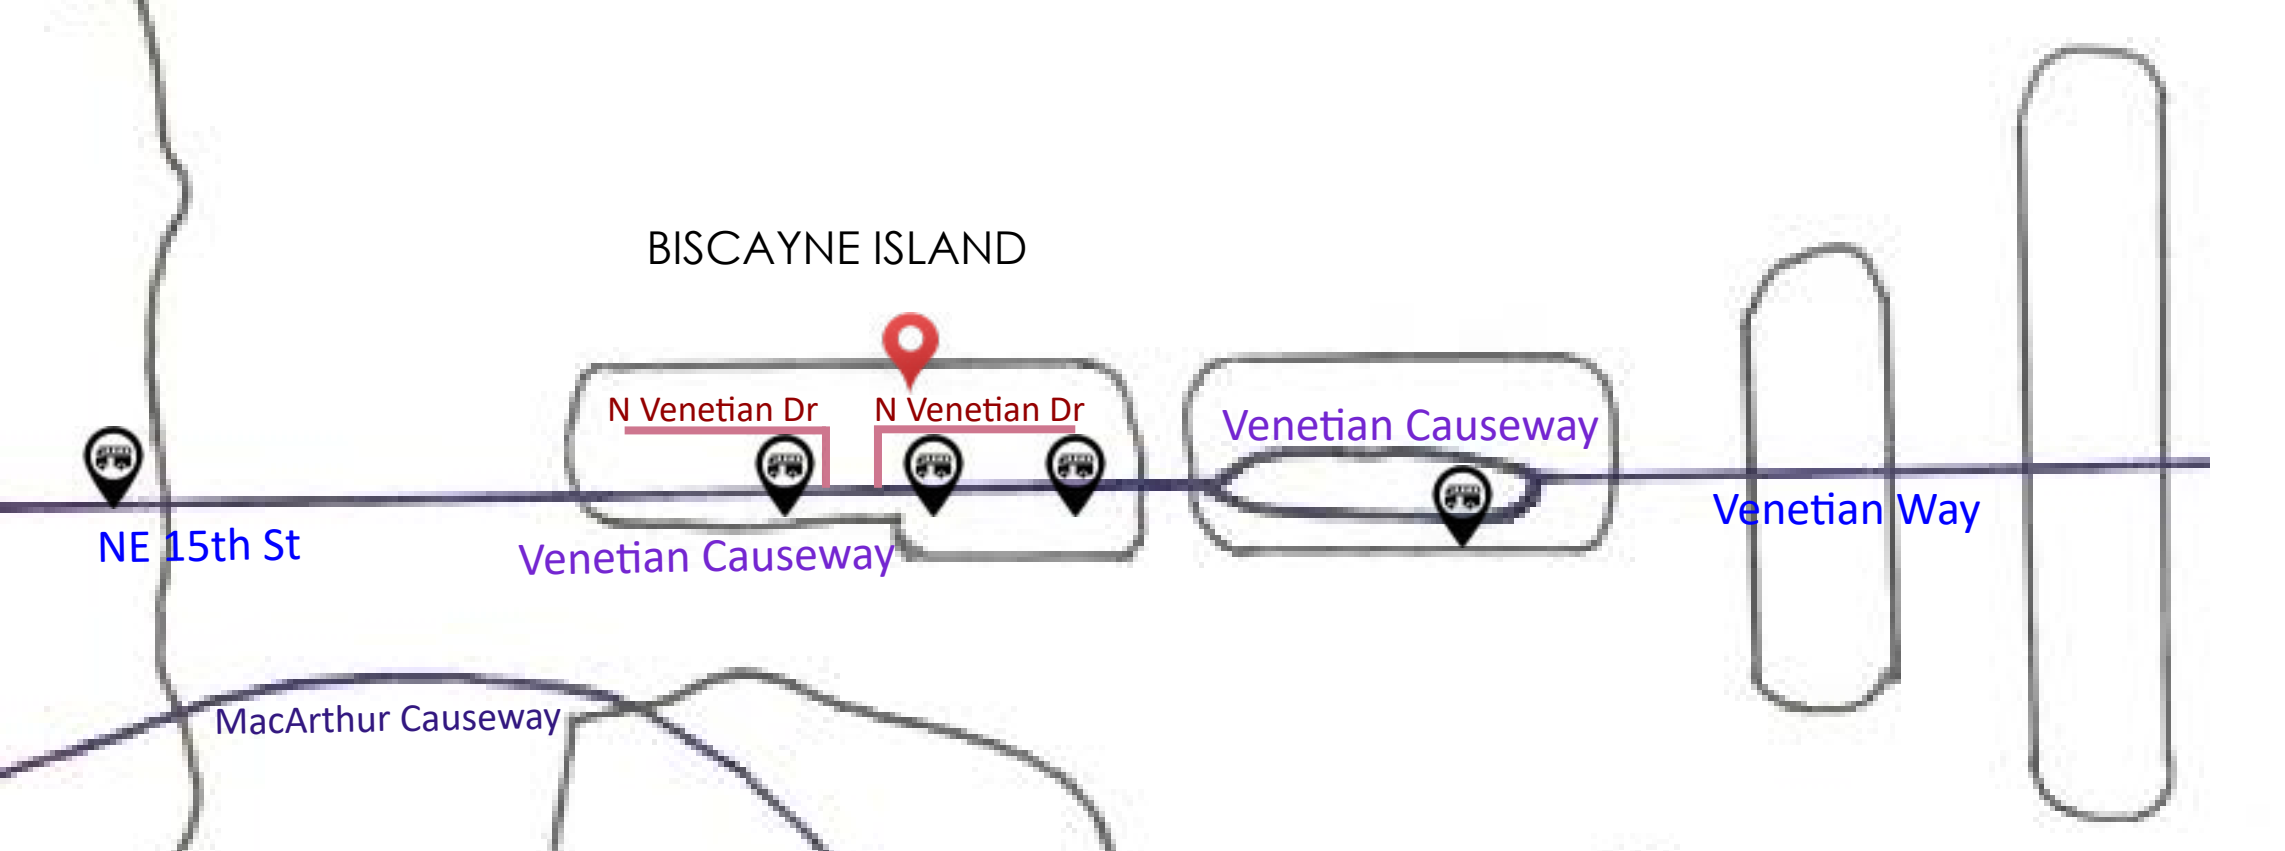 BISCAYNE ISLAND
N Venetian Dr
N Venetian Dr
Venetian Causeway
Venetian Way
NE 15th St
Venetian Causeway
MacArthur Causeway